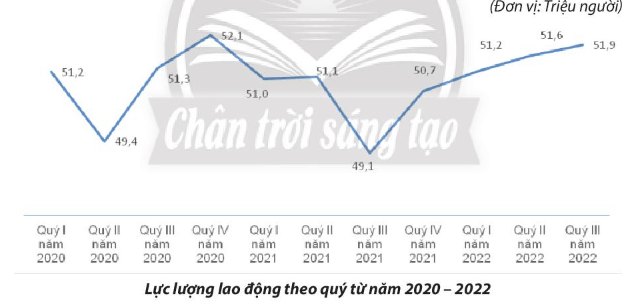 (Đơn vị: Triệu người)
52,1
51,6
51,2
51,9
51,2
51,3
51,1
51,0
50,7
49,4
49,1
Chân trời sáng tạo
Quý I năm 2020
Quý II năm 2020
Quý III năm 2020
Quý IV năm 2020
Quý I năm 2021
Quý II năm 2021
Quý III năm 2021
Quý IV năm 2021
Quý I năm 2022
Quý II năm 2022
Quý III năm 2022
Lực lượng lao động theo quý từ năm 2020 – 2022